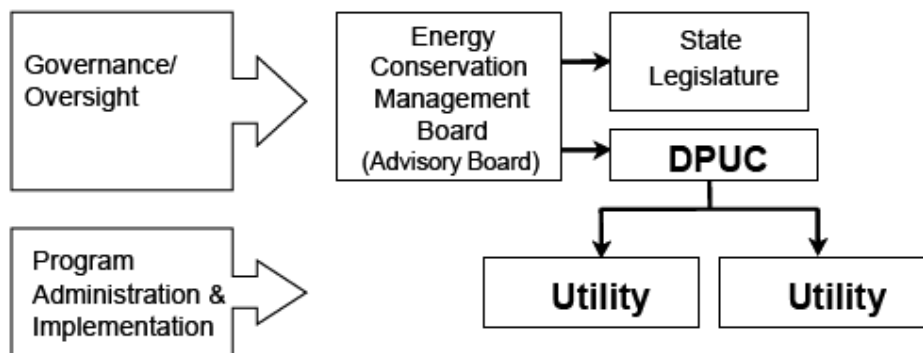 Governance/
Oversight
Energy
Conservation
Management
Board
(Advisory Board)
State
Legislature
DPUC
Program
Administration &
Implementation
Utility
Utility